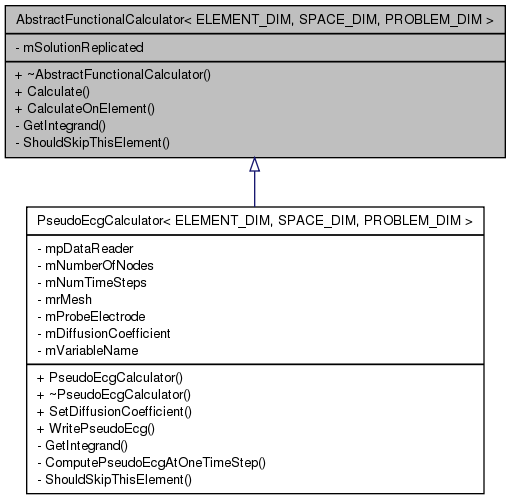 AbstractFunctionalCalculator< ELEMENT_DIM, SPACE_DIM, PROBLEM_DIM >
- mSolutionReplicated
+ ~AbstractFunctionalCalculator()
+ Calculate()
+ CalculateOnElement()
- GetIntegrand()
- ShouldSkipThisElement()
PseudoEcgCalculator< ELEMENT_DIM, SPACE_DIM, PROBLEM_DIM >
- mpDataReader
- mNumberOfNodes
- mNumTimeSteps
- mrMesh
- mProbeElectrode
- mDiffusionCoefficient
- mVariableName
+ PseudoEcgCalculator()
+ ~PseudoEcgCalculator()
+ SetDiffusionCoefficient()
+ WritePseudoEcg()
- GetIntegrand()
- ComputePseudoEcgAtOneTimeStep()
- ShouldSkipThisElement()